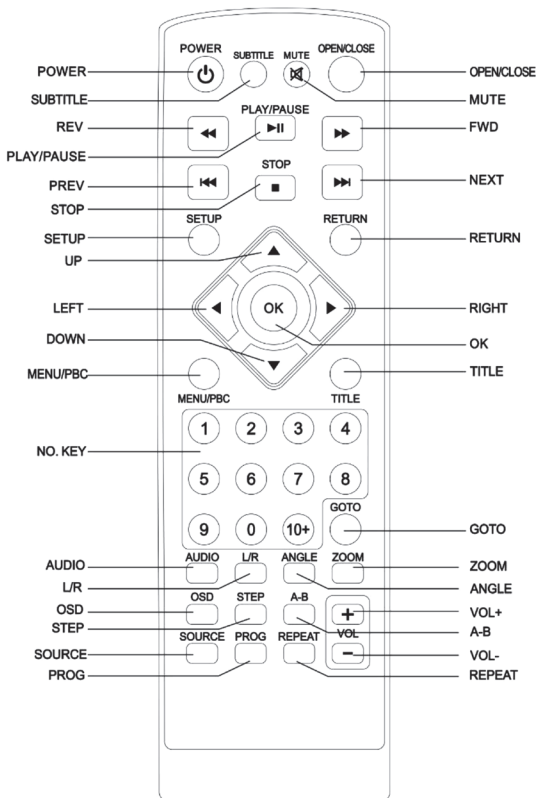 POWER SUBTITLE MUTE OPEN/CLOSE
POWER
OPEN/CLOSE
SUBTITLE
MUTE
PLAY/PAUSE
REV
FWD
PLAY/PAUSE
STOP
PREV
NEXT
STOP
SETUP RETURN
SETUP
RETURN
UP
LEFT
OK
RIGHT
DOWN
OK
MENU/PBC
TITLE
MENU/PBC TITLE
1 2 3 4
NO. KEY
5 6 7 8
GOTO
9 0 10+
GOTO
AUDIO L/R ANGLE ZOOM
AUDIO
ZOOM
L/R
ANGLE
OSD STEP A-B +
OSD
VOL+
STEP
A-B
SOURCE PROG REPEAT VOL
SOURCE
−
VOL-
PROG
REPEAT